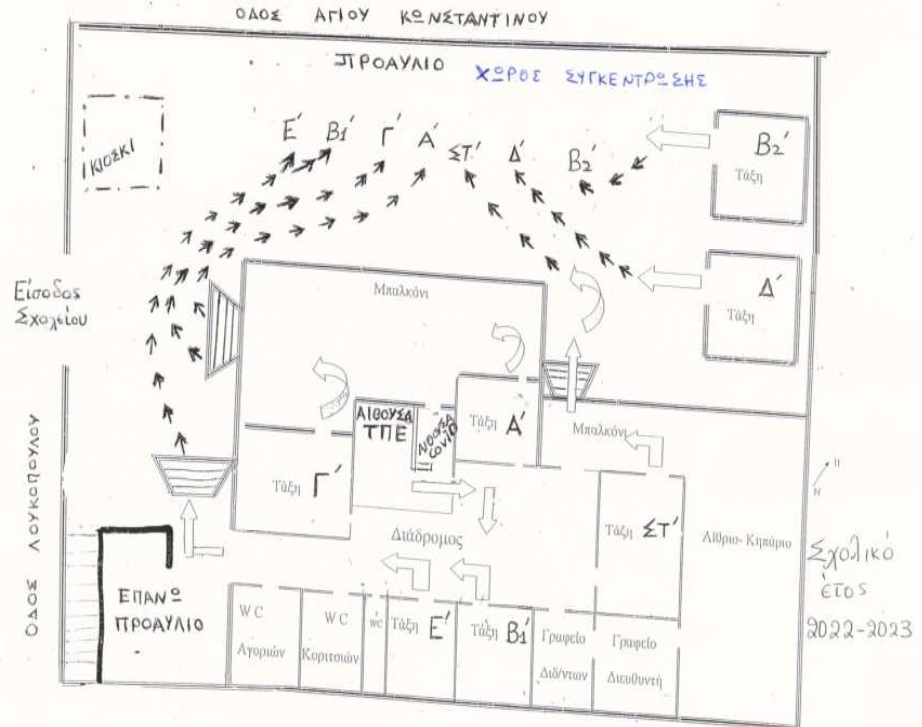 ΟΔΟΣ ΑΓΙΟΥ ΚΩΝΣΤΑΝΤΙΝΟΥ
ΠΡΟΑΥΛΙΟ
ΧΩΡΟΣ ΣΥΓΚΕΝΤΡΩΣΗΣ
ΚΙΟΣΚΙ
Ε' Β1' Γ' Α' ΣΤ' Δ' Β2'
Β2'
Τάξη
Δ'
Τάξη
Είσοδος
Σχολείου
Μπαλκόνι
ΑΙΘΟΥΣΑ
ΤΠΕ
ΑΙΘΟΥΣΑ
COVID
Τάξη Α'
Μπαλκόνι
Τάξη Γ'
Διάδρομος
Τάξη ΣΤ'
Αίθριο- Κηπάριο
Σχολικό
έτος
2022-2023
ΟΔΟΣ ΛΟΥΚΟΠΟΥΛΟΥ
ΕΠΑΝΩ
ΠΡΟΑΥΛΙΟ
WC
Αγοριών
WC
Κοριτσιών
WC
Τάξη Ε'
Τάξη Β1'
Γραφείο
Διδ/ντων
Γραφείο
Διευθυντή